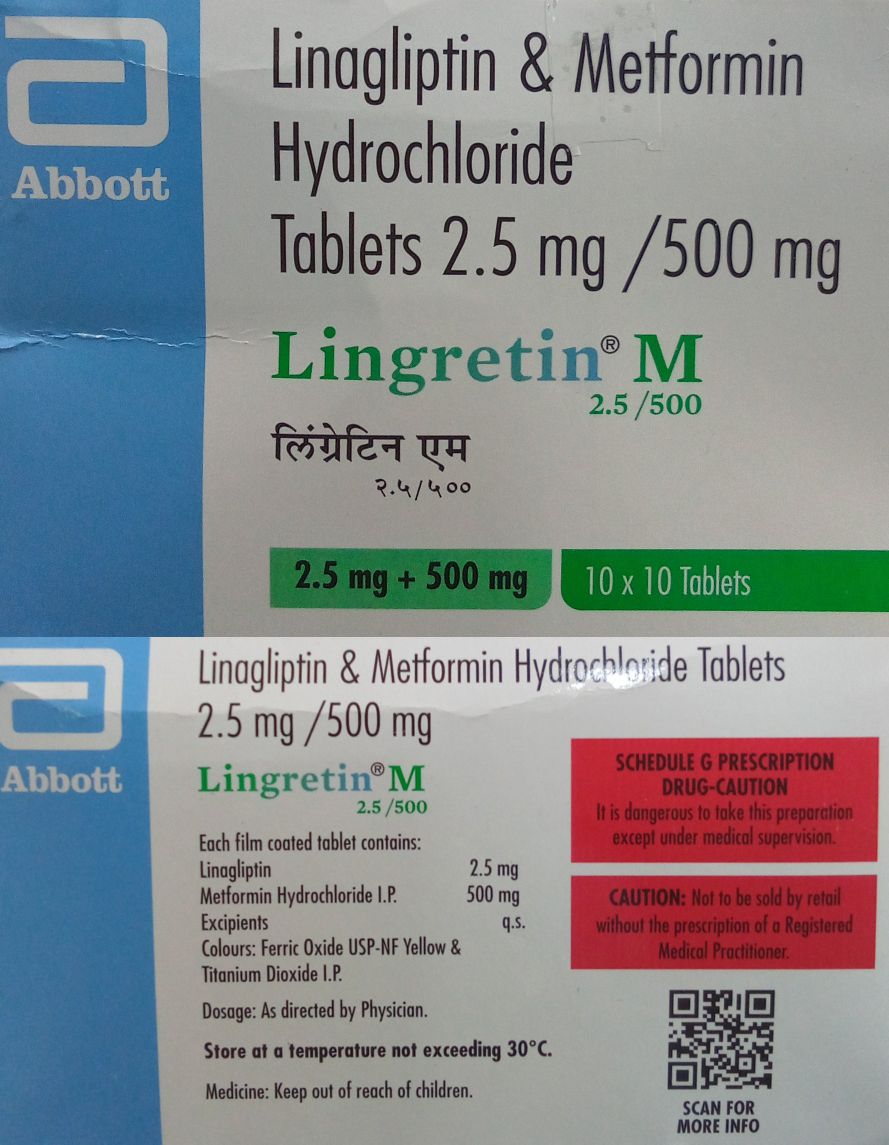 Abbott
Linagliptin & Metformin
Hydrochloride
Tablets 2.5 mg /500 mg
Lingretin® M
2.5 /500
लिंग्रेटिन एम
२.५/५००
2.5 mg + 500 mg
10 x 10 Tablets
Abbott
Linagliptin & Metformin Hydrochloride Tablets
2.5 mg /500 mg
Lingretin® M
2.5 /500
Each film coated tablet contains:
Linagliptin 2.5 mg
Metformin Hydrochloride I.P. 500 mg
Excipients q.s.
Colours: Ferric Oxide USP-NF Yellow &
Titanium Dioxide I.P.
Dosage: As directed by Physician.
Store at a temperature not exceeding 30°C.
Medicine: Keep out of reach of children.
SCHEDULE G PRESCRIPTION
DRUG-CAUTION
It is dangerous to take this preparation
except under medical supervision.
CAUTION: Not to be sold by retail
without the prescription of a Registered
Medical Practitioner.
SCAN FOR
MORE INFO